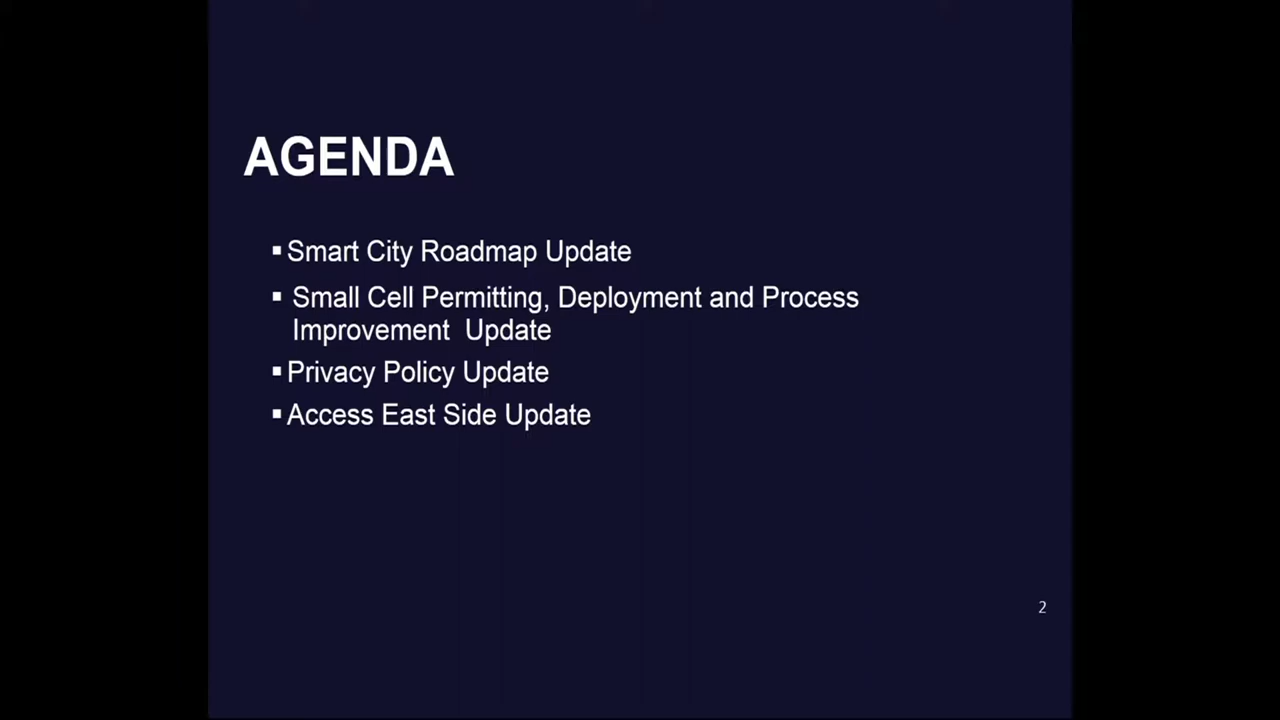 AGENDA
▪ Smart City Roadmap Update
▪ Small Cell Permitting, Deployment and Process
Improvement  Update
▪ Privacy Policy Update
▪ Access East Side Update
2